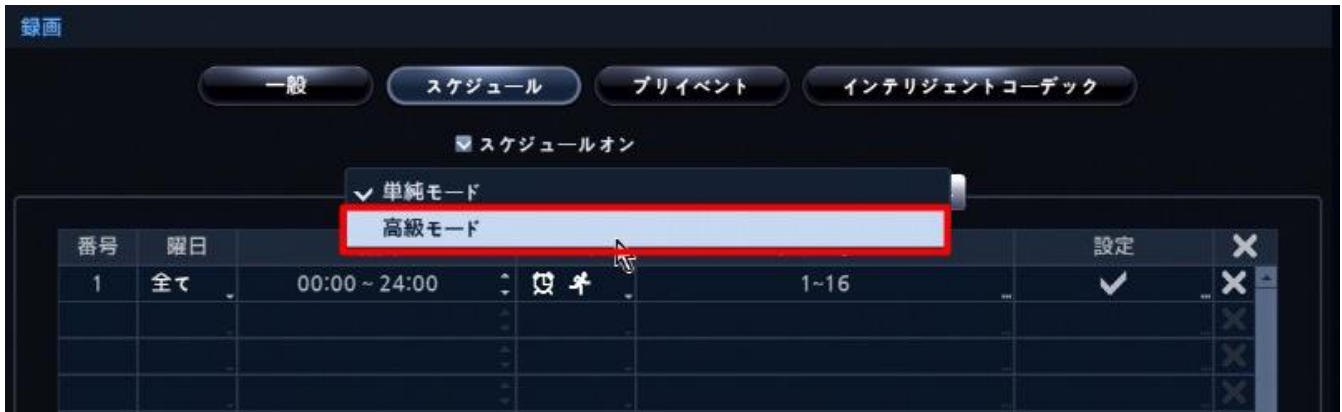 録画
一般 スケジュール プリイベント インテリジェントコーデック
スケジュールオン
単純モード
高級モード
番号 曜日 設定
1 全て 00:00 ~ 24:00 1~16